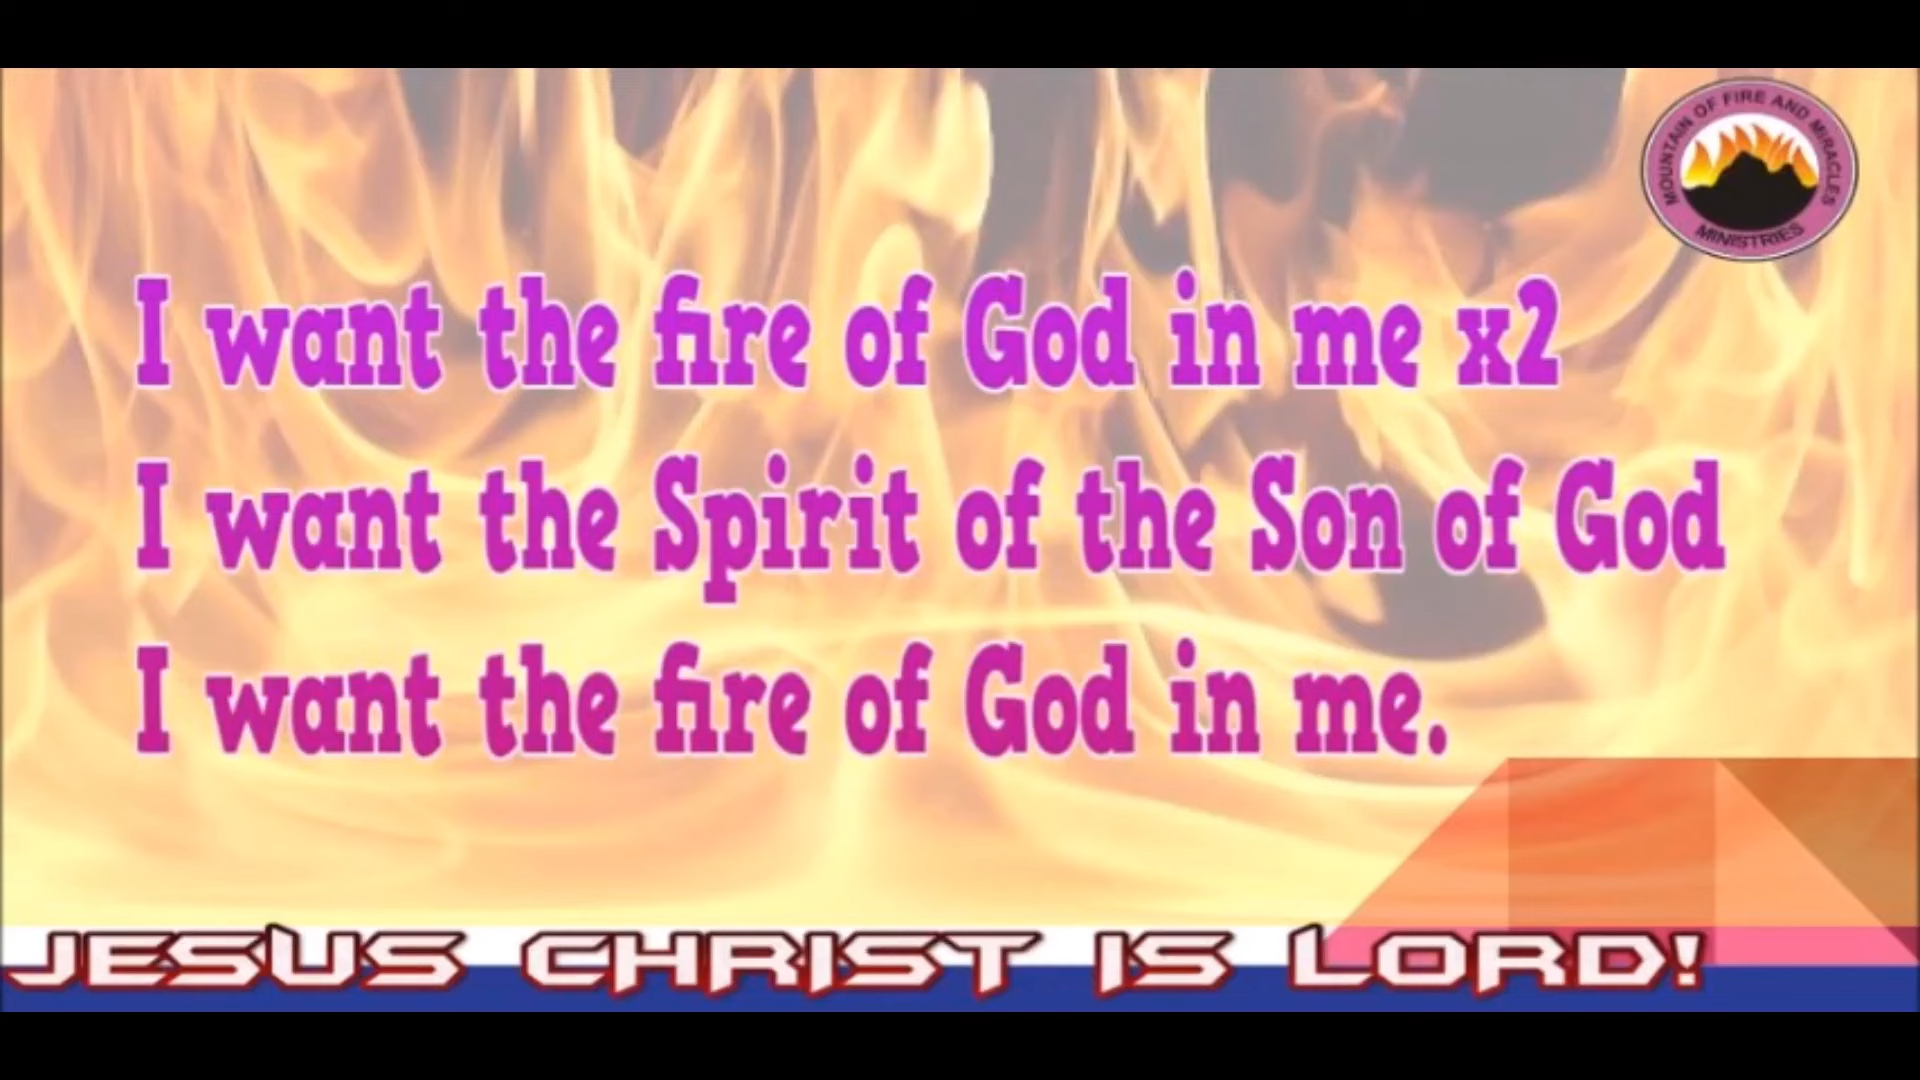 MOUNTAIN OF FIRE AND MIRACLES
MINISTRIES
I want the fire of God in me x2
I want the Spirit of the Son of God
I want the fire of God in me.
JESUS CHRIST IS LORD!